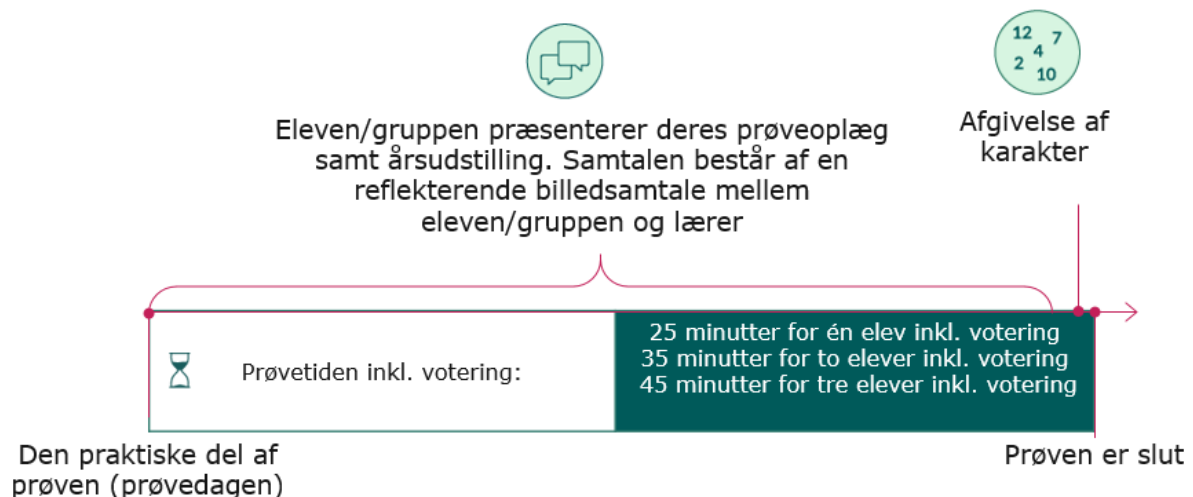 12 7
4
2 10
Eleven/gruppen præsenterer deres prøveoplæg
samt årsudstilling. Samtalen består af en
reflekterende billedsamtale mellem
eleven/gruppen og lærer
Afgivelse af
karakter
Prøvetiden inkl. votering:
25 minutter for én elev inkl. votering
35 minutter for to elever inkl. votering
45 minutter for tre elever inkl. votering
Den praktiske del af
prøven (prøvedagen)
Prøven er slut